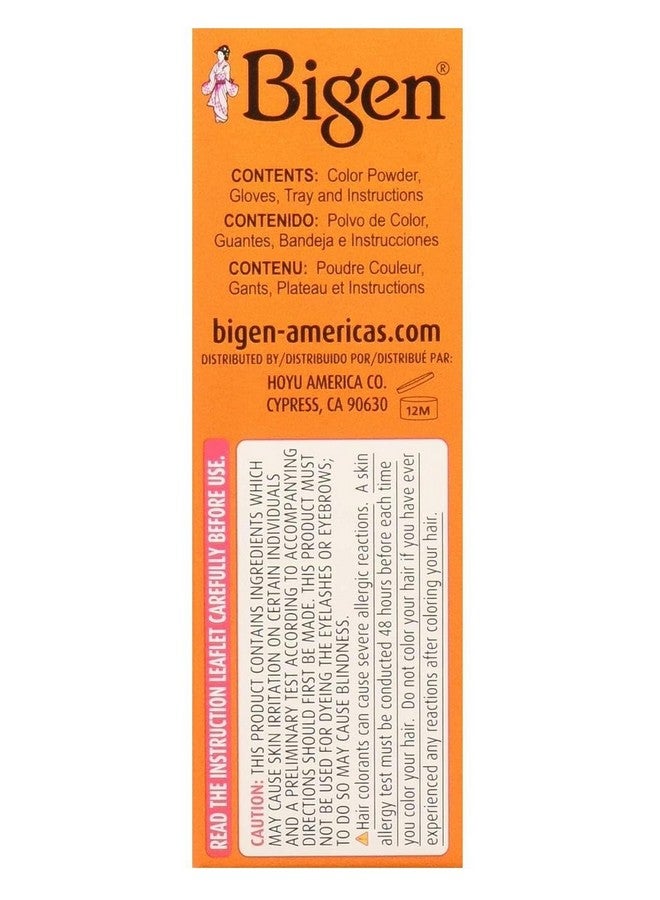 Bigen®
CONTENTS: Color Powder,
Gloves, Tray and Instructions
CONTENIDO: Polvo de Color,
Guantes, Bandeja e Instrucciones
CONTENU: Poudre Couleur,
Gants, Plateau et Instructions
bigen-americas.com
DISTRIBUTED BY/DISTRIBUIDO POR/DISTRIBUÉ PAR:
HOYU AMERICA CO.
CYPRESS, CA 90630
12M
READ THE INSTRUCTION LEAFLET CAREFULLY BEFORE USE.
CAUTION: THIS PRODUCT CONTAINS INGREDIENTS WHICH
MAY CAUSE SKIN IRRITATION ON CERTAIN INDIVIDUALS
AND A PRELIMINARY TEST ACCORDING TO ACCOMPANYING
DIRECTIONS SHOULD FIRST BE MADE. THIS PRODUCT MUST
NOT BE USED FOR DYEING THE EYELASHES OR EYEBROWS;
TO DO SO MAY CAUSE BLINDNESS.
Hair colorants can cause severe allergic reactions. A skin
allergy test must be conducted 48 hours before each time
you color your hair. Do not color your hair if you have ever
experienced any reactions after coloring your hair.